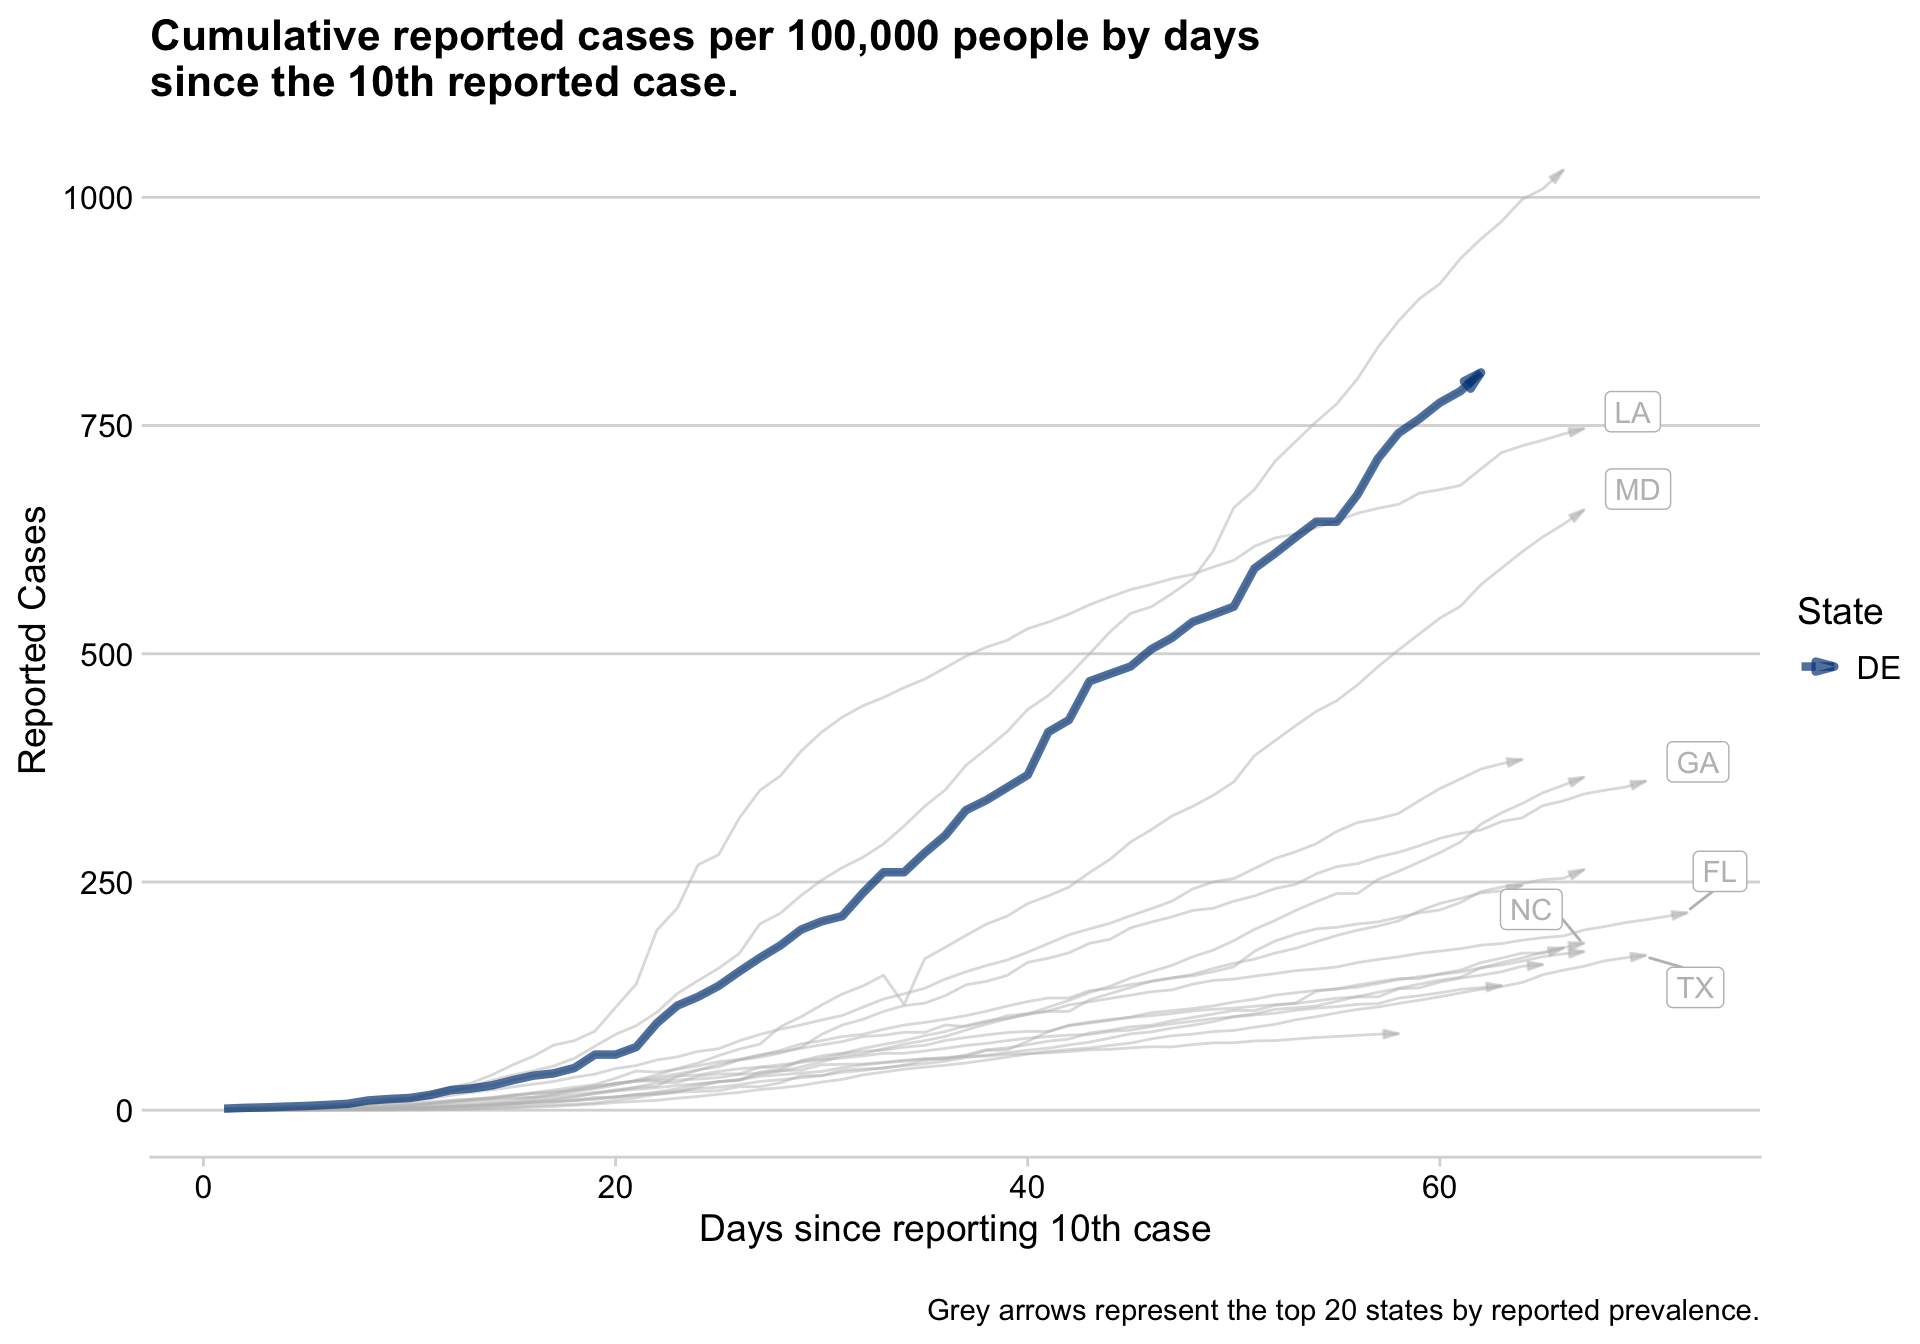 Cumulative reported cases per 100,000 people by days
since the 10th reported case.
1000
750
500
250
0
Reported Cases
LA
MD
GA
FL
NC
TX
State
DE
0
20
40
60
Days since reporting 10th case
Grey arrows represent the top 20 states by reported prevalence.